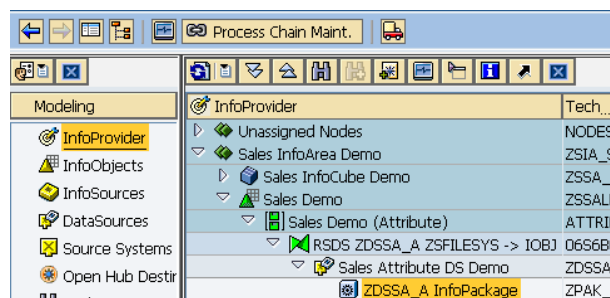 Process Chain Maint.
Modeling
InfoProvider Tech...
InfoProvider
Unassigned Nodes NODES
InfoObjects
Sales InfoArea Demo ZSIA_S
Sales InfoCube Demo ZSSA_
InfoSources
Sales Demo ZSSAL
DataSources
Sales Demo (Attribute) ATTRI
Source Systems
RSDS ZDSSA_A ZSFILESYS -> IOBJ 06S6B
Open Hub Destir
Sales Attribute DS Demo ZDSSA
ZDSSA_A InfoPackage ZPAK_